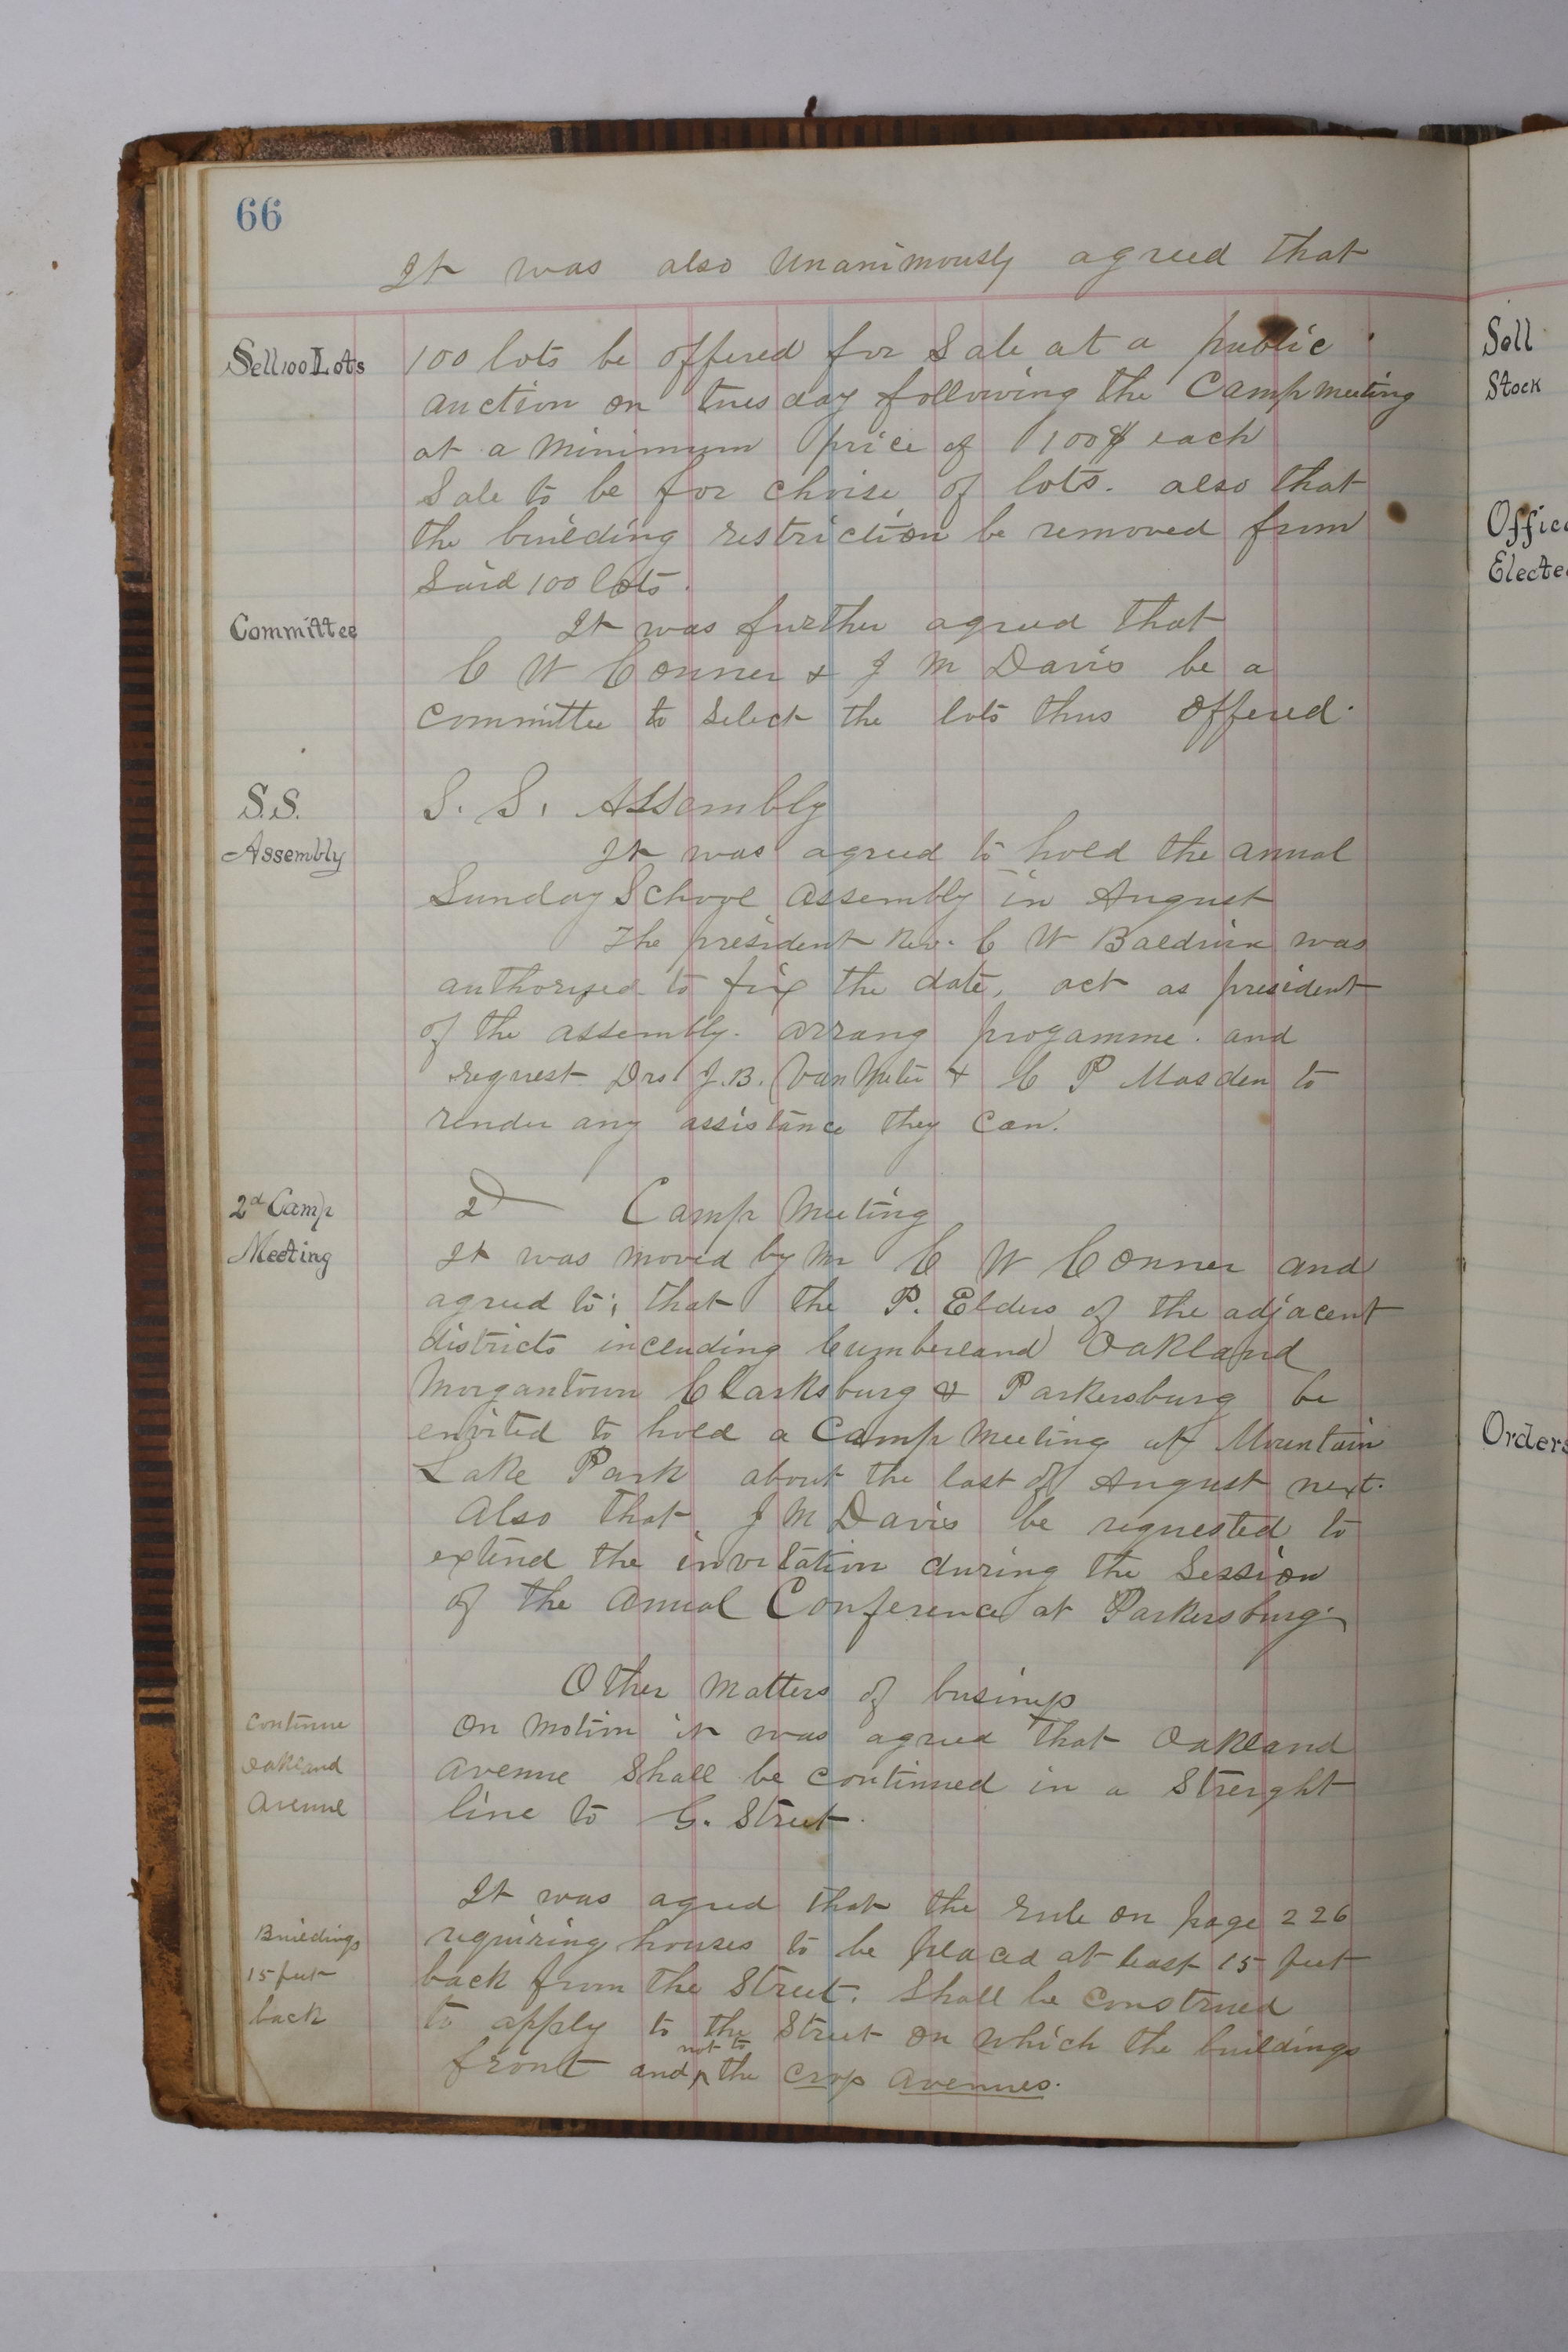 66
It was also unanimously agreed that
Sell 100 Lots
100 lots be offered for Sale at a public
auction on tuesday following the Camp meeting
at a minimum price of 100$ each
Sale to be for choise of lots. also that
the building restriction be removed from
Said 100 lots.
Committee
It was further agreed that
C W Conner & J M Davis be a
Committee to Select the lots thus offered.
S.S.
Assembly
S. S. Assembly
It was agreed to hold the annual
Sunday School assembly in August
The president Rev. C W Baldwin was
authorized to fix the date, act as president
of the assembly. arrang progamme. and
request Drs J.B. Van Meter & C P Masden to
render any assistance they can.
2d Camp
Meeting
2d Camp Meeting
It was moved by Mr C W Conner and
agreed to; that the P. Elders of the adjacent
districts including Cumberland Oakland
Morgantown Clarksburg & Parkersburg be
envited to hold a Camp Meeting at Mountain
Lake Park about the last of August next.
Also that J M Davis be requested to
extend the invitation during the Session
of the Annual Conference at Parkersburg.
Other Matters of business
Continue
Oakland
Avenue
On Motion it was agreed that Oakland
Avenue Shall be continued in a Streight
line to G. Street.
Buildings
15 feet
back
It was agreed that the rule on page 226
requiring houses to be placed at least 15 feet
back from the Street. Shall be construed
to apply to the Street on which the buildings
front and not to the cross avenues.
Sell
Stock
Elected
Orders